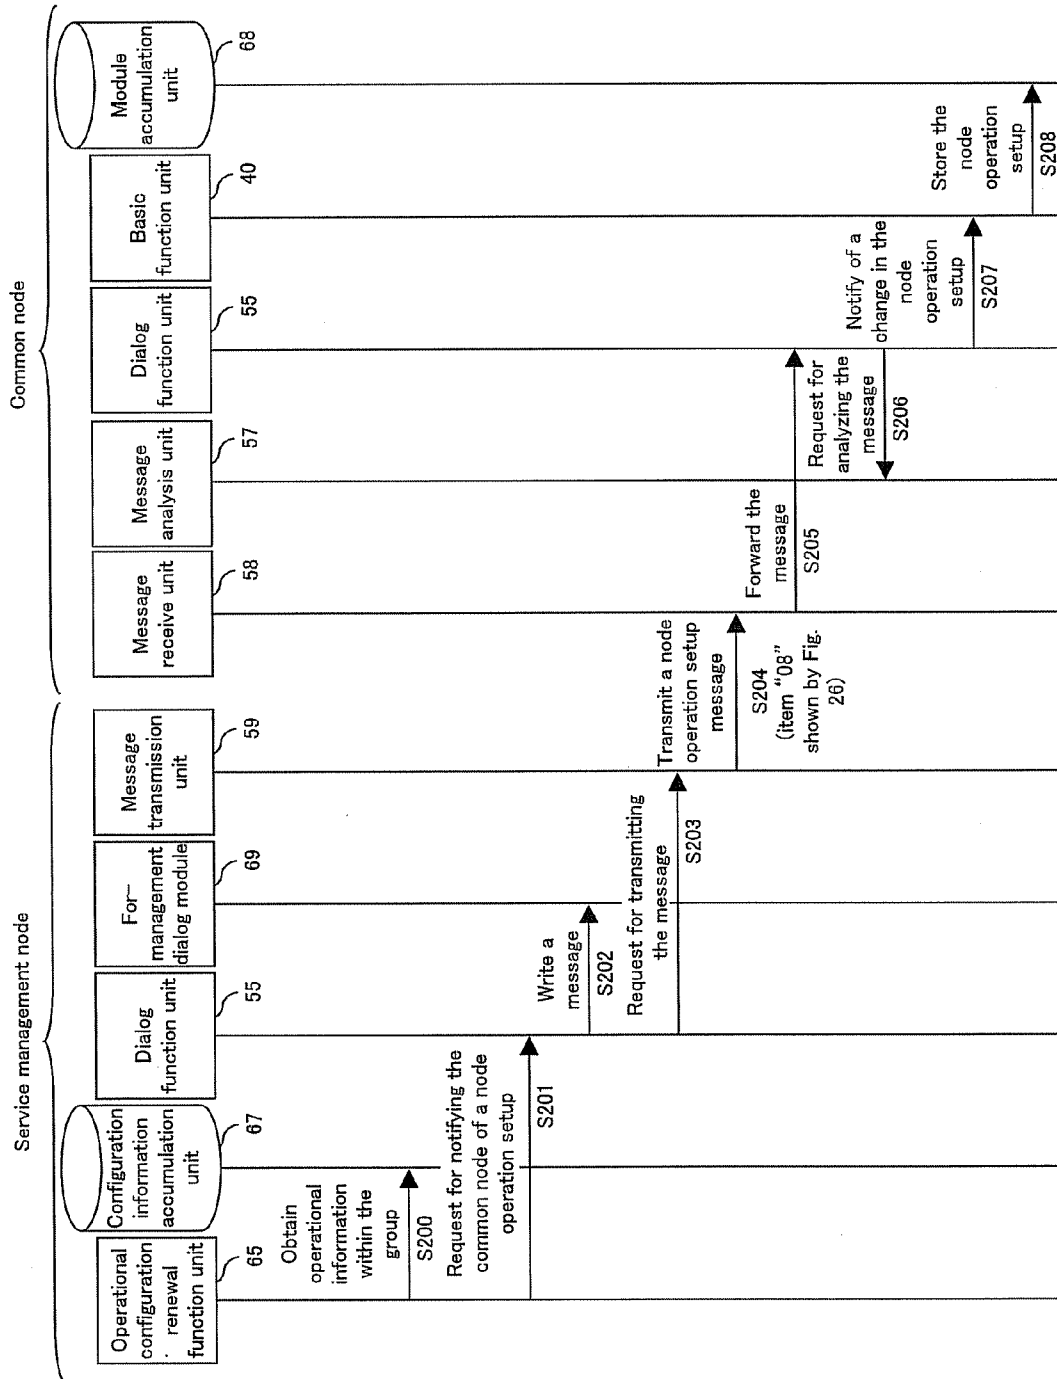 Service management node
Common node
Operational
configuration
renewal
function unit
65
Configuration
information
accumulation
unit
67
Dialog
function unit
55
For-
management
dialog module
69
Message
transmission
unit
59
Message
receive unit
58
Message
analysis unit
57
Dialog
function unit
55
Basic
function unit
40
Module
accumulation
unit
68
Obtain
operational
information
within the
group
S200
Request for notifying the
common node of a node
operation setup
S201
Write a
message
S202
Request for transmitting
the message
S203
Transmit a node
operation setup
message
S204
(item "08"
shown by Fig.
26)
Forward the
message
S205
Request for
analyzing the
message
S206
Notify of a
change in the
node
operation
setup
S207
Store the
node
operation
setup
S208